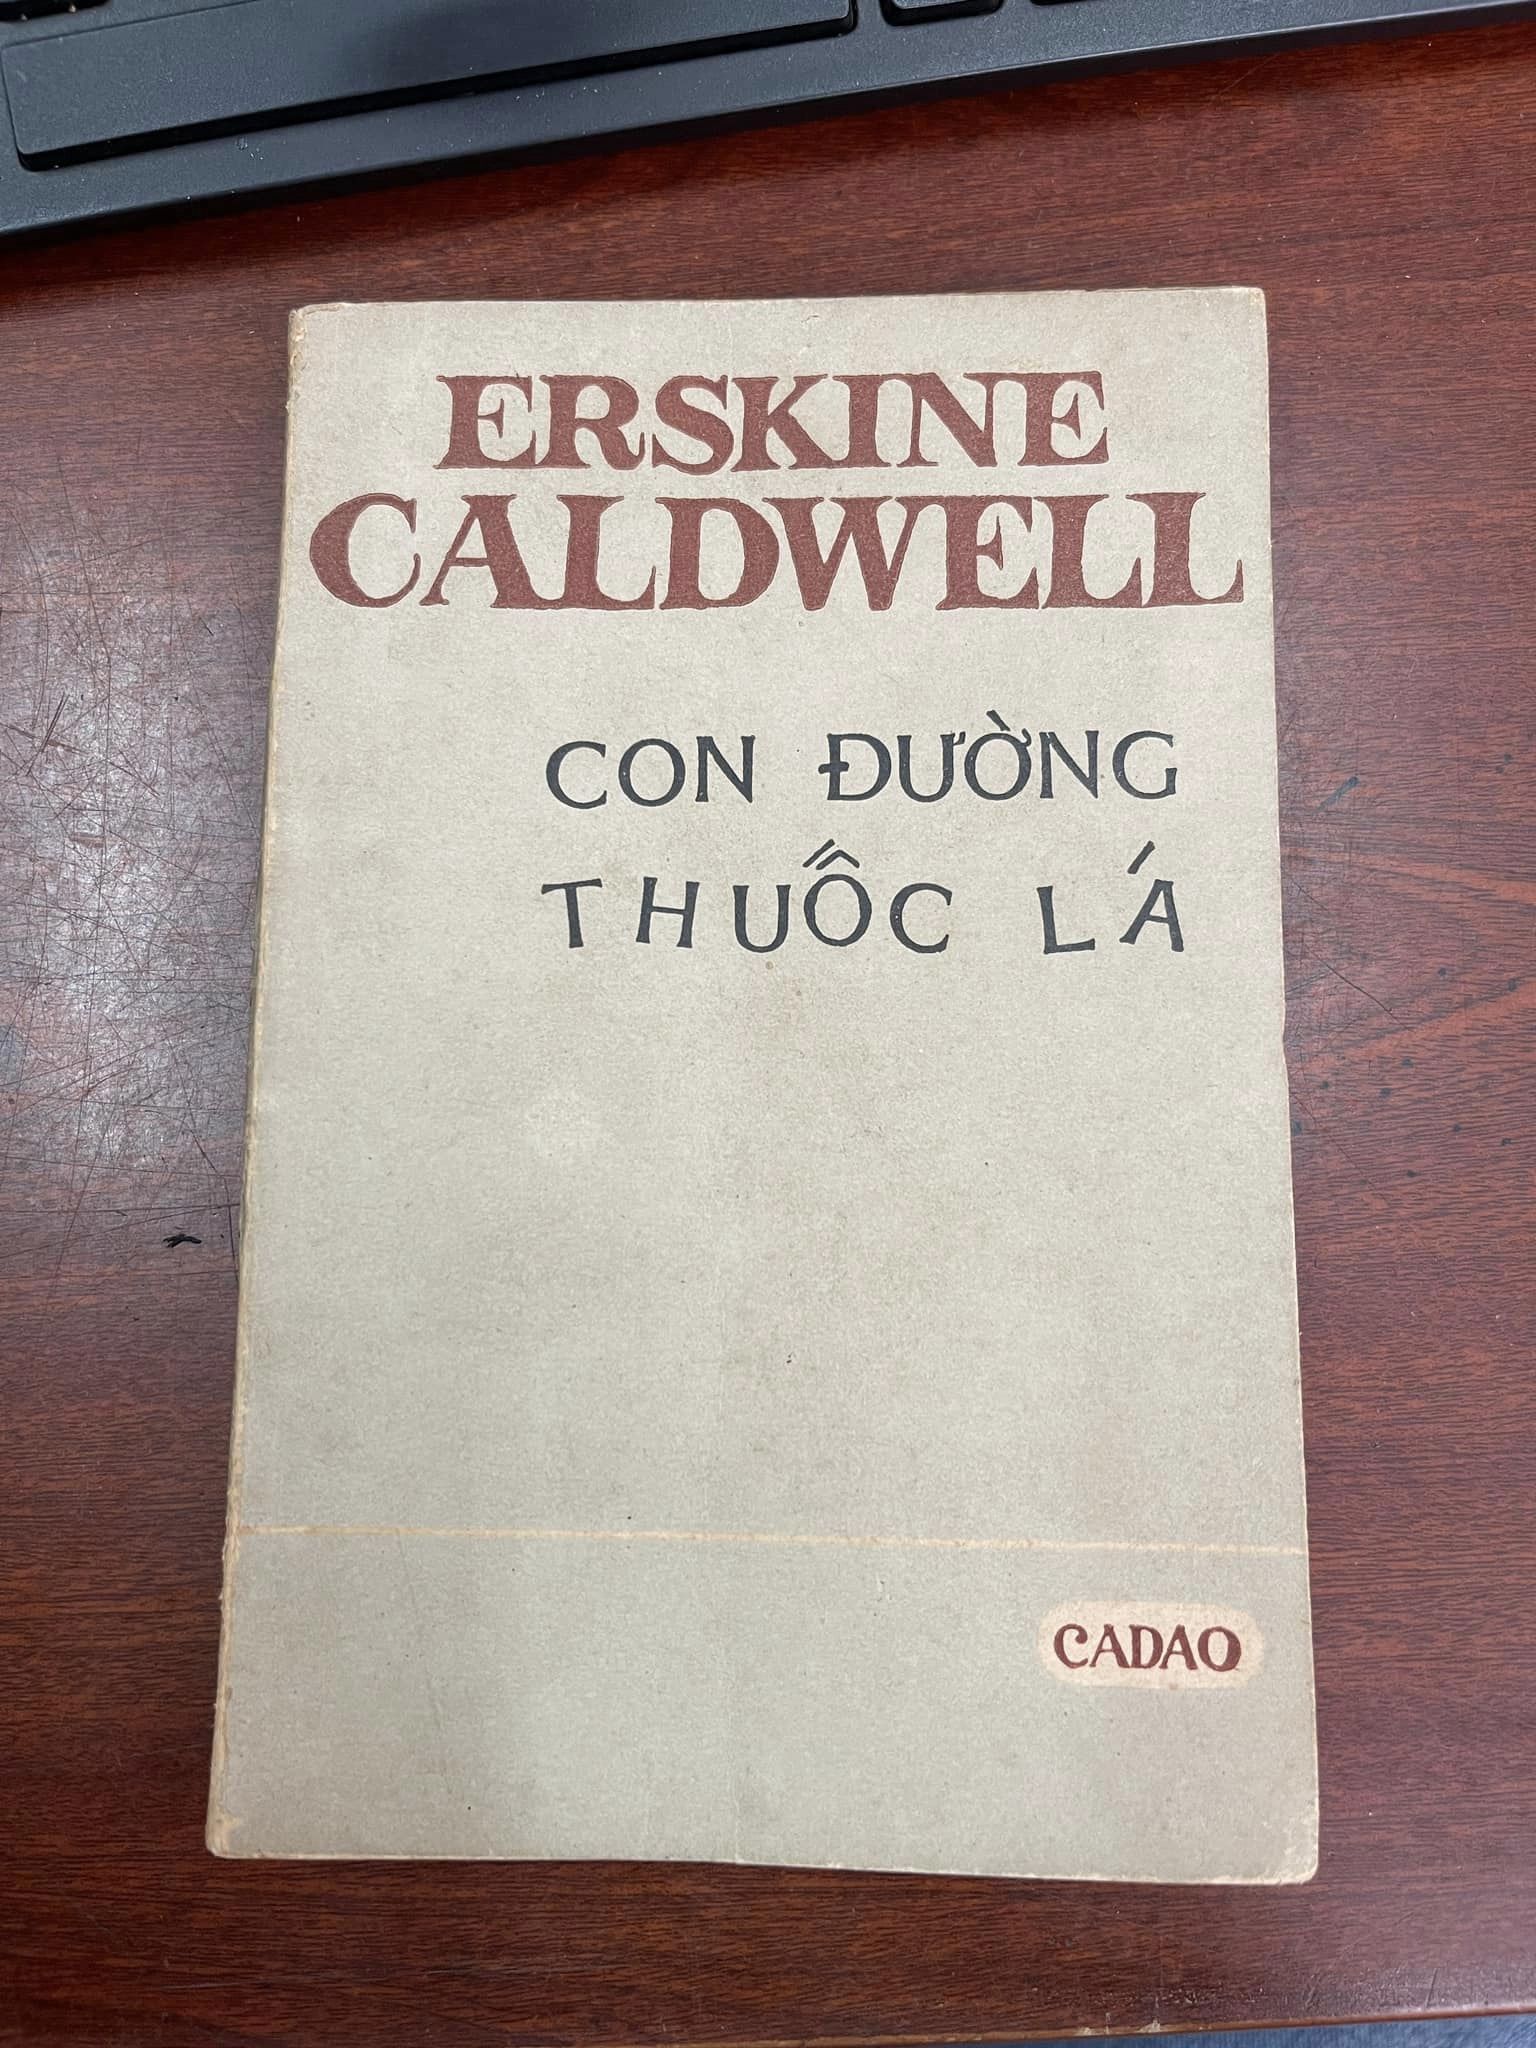 ERSKINE
CALDWELL
CON ĐƯỜNG
THUỐC LÁ
CADAO